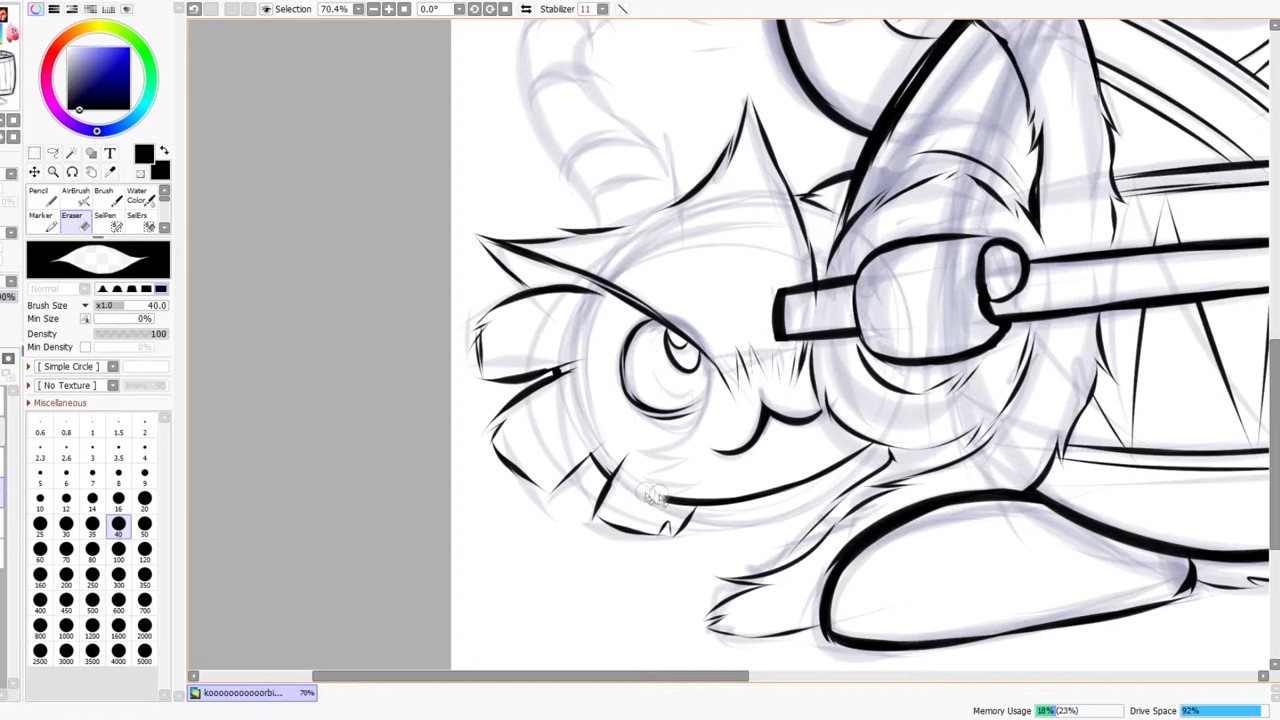 Selection 70.4% 0.0° Stabilizer 11
T
Pencil AirBrush Brush Water Color
Marker Eraser SelPen SelErs
Normal
Brush Size x1.0 40.0
Min Size 0%
Density 100
Min Density 0%
[ Simple Circle ]
[ No Texture ]
Miscellaneous
0.6 0.8 1 1.5 2
2.3 2.6 3 3.5 4
5 6 7 8 9
10 12 14 16 20
25 30 35 40 50
60 70 80 100 120
160 200 250 300 350
400 450 500 600 700
800 1000 1200 1600 2000
2500 3000 3500 4000 5000
kooooooooooorbi... 70%
Memory Usage 18% (23%) Drive Space 92%